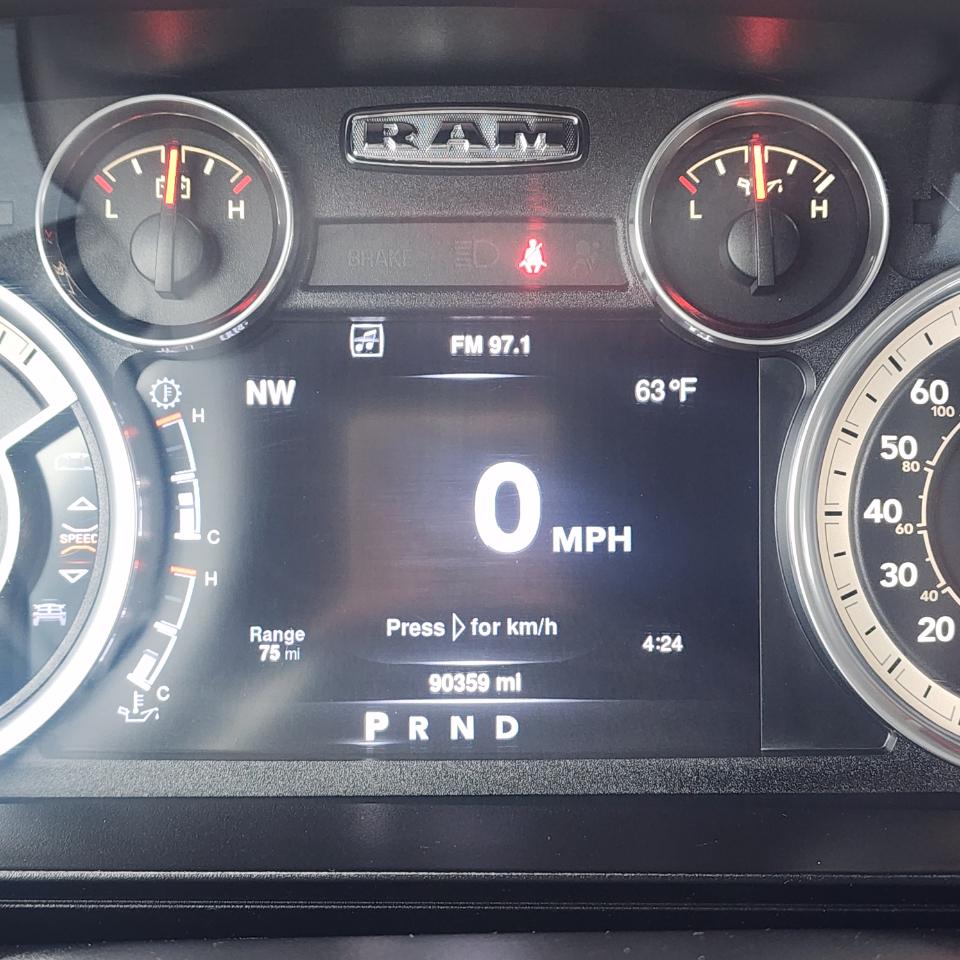 RAM
L H
L H
BRAKE
FM 97.1
NW
63°F
H
C
H
C
0 MPH
SPEED
Press ▷ for km/h
Range
75 mi
4:24
90359 mi
P R N D
60
100
50
80
40
60
30
40
20